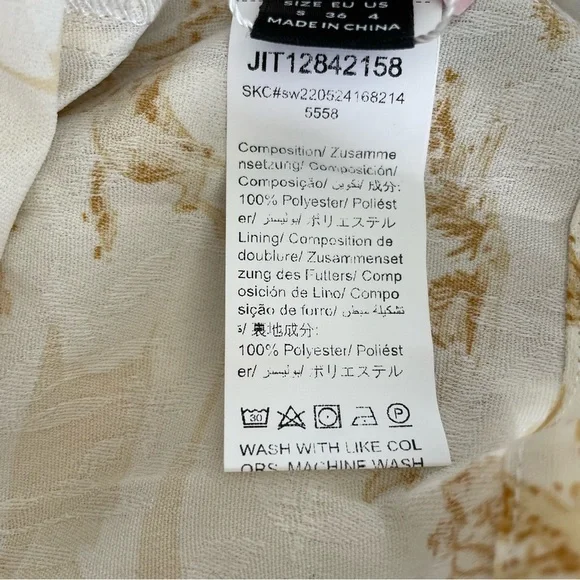 SIZE EU US
S 36 4
MADE IN CHINA
JIT12842158
SKC#sw220524168214
5558
Composition/ Zusamme
nsetzung/ Composición/
Composição/ تكوين/ 成分:
100% Polyester/ Poliést
er/ بوليستر/ ポリエステル
Lining/ Composition de
doublure/ Zusammenset
zung des Futters/ Comp
osición de Lino/ Compo
sição de forro/ تشكيلة
/ 裏地成分:
100% Polyester/ Poliést
er/ بوليستر/ ポリエステル
30 P
WASH WITH LIKE COL
ORS, MACHINE WASH